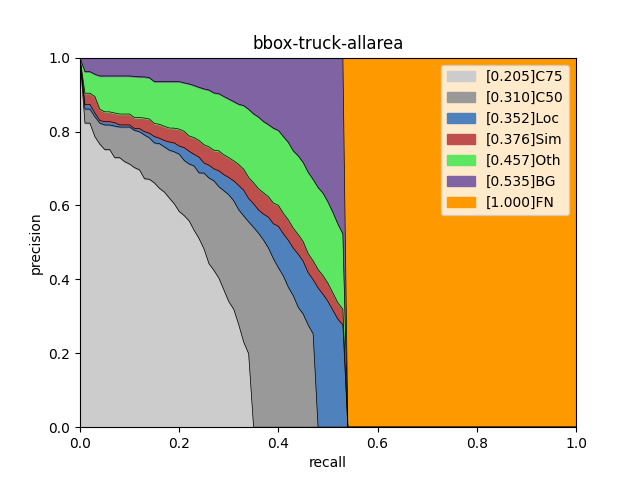 bbox-truck-allarea
1.0
0.8
0.6
0.4
0.2
0.0
precision
0.0 0.2 0.4 0.6 0.8 1.0
recall
[0.205]C75
[0.310]C50
[0.352]Loc
[0.376]Sim
[0.457]Oth
[0.535]BG
[1.000]FN